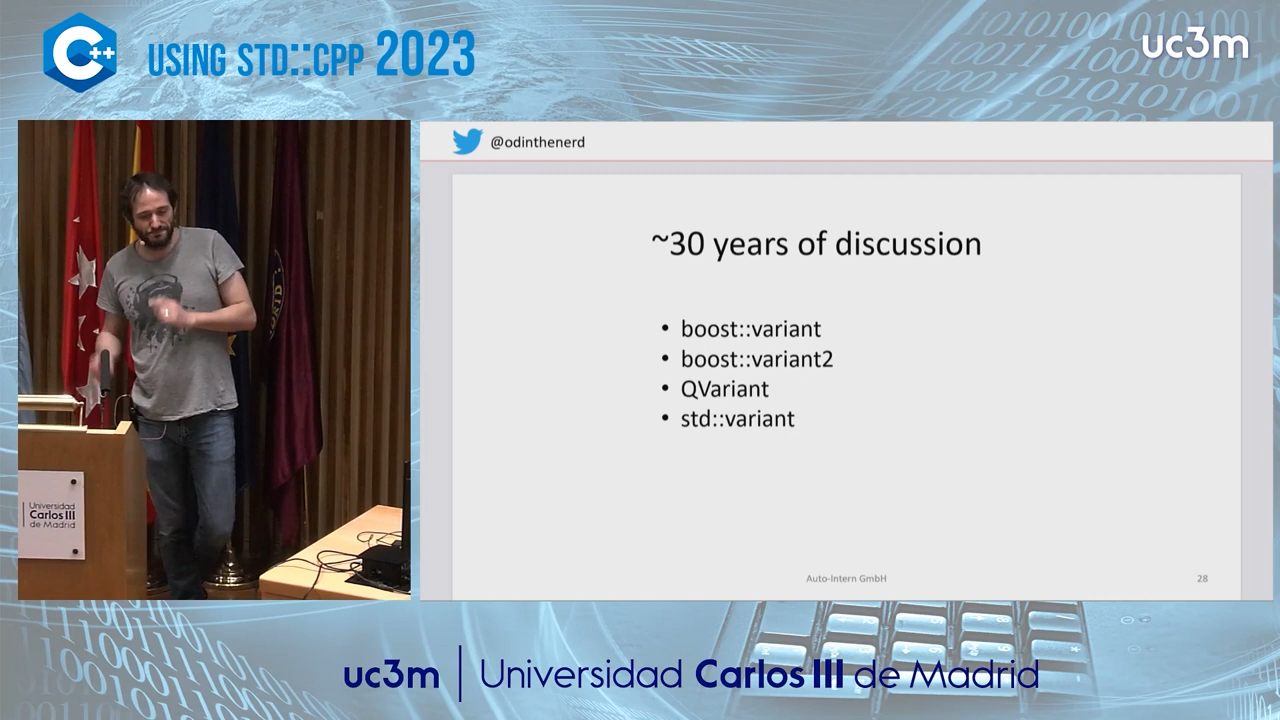 C++
USING STD::CPP 2023
uc3m
@odinthenerd
~30 years of discussion
• boost::variant
• boost::variant2
• QVariant
• std::variant
Auto-Intern GmbH
28
Universidad
Carlos III
de Madrid
uc3m | Universidad Carlos III de Madrid